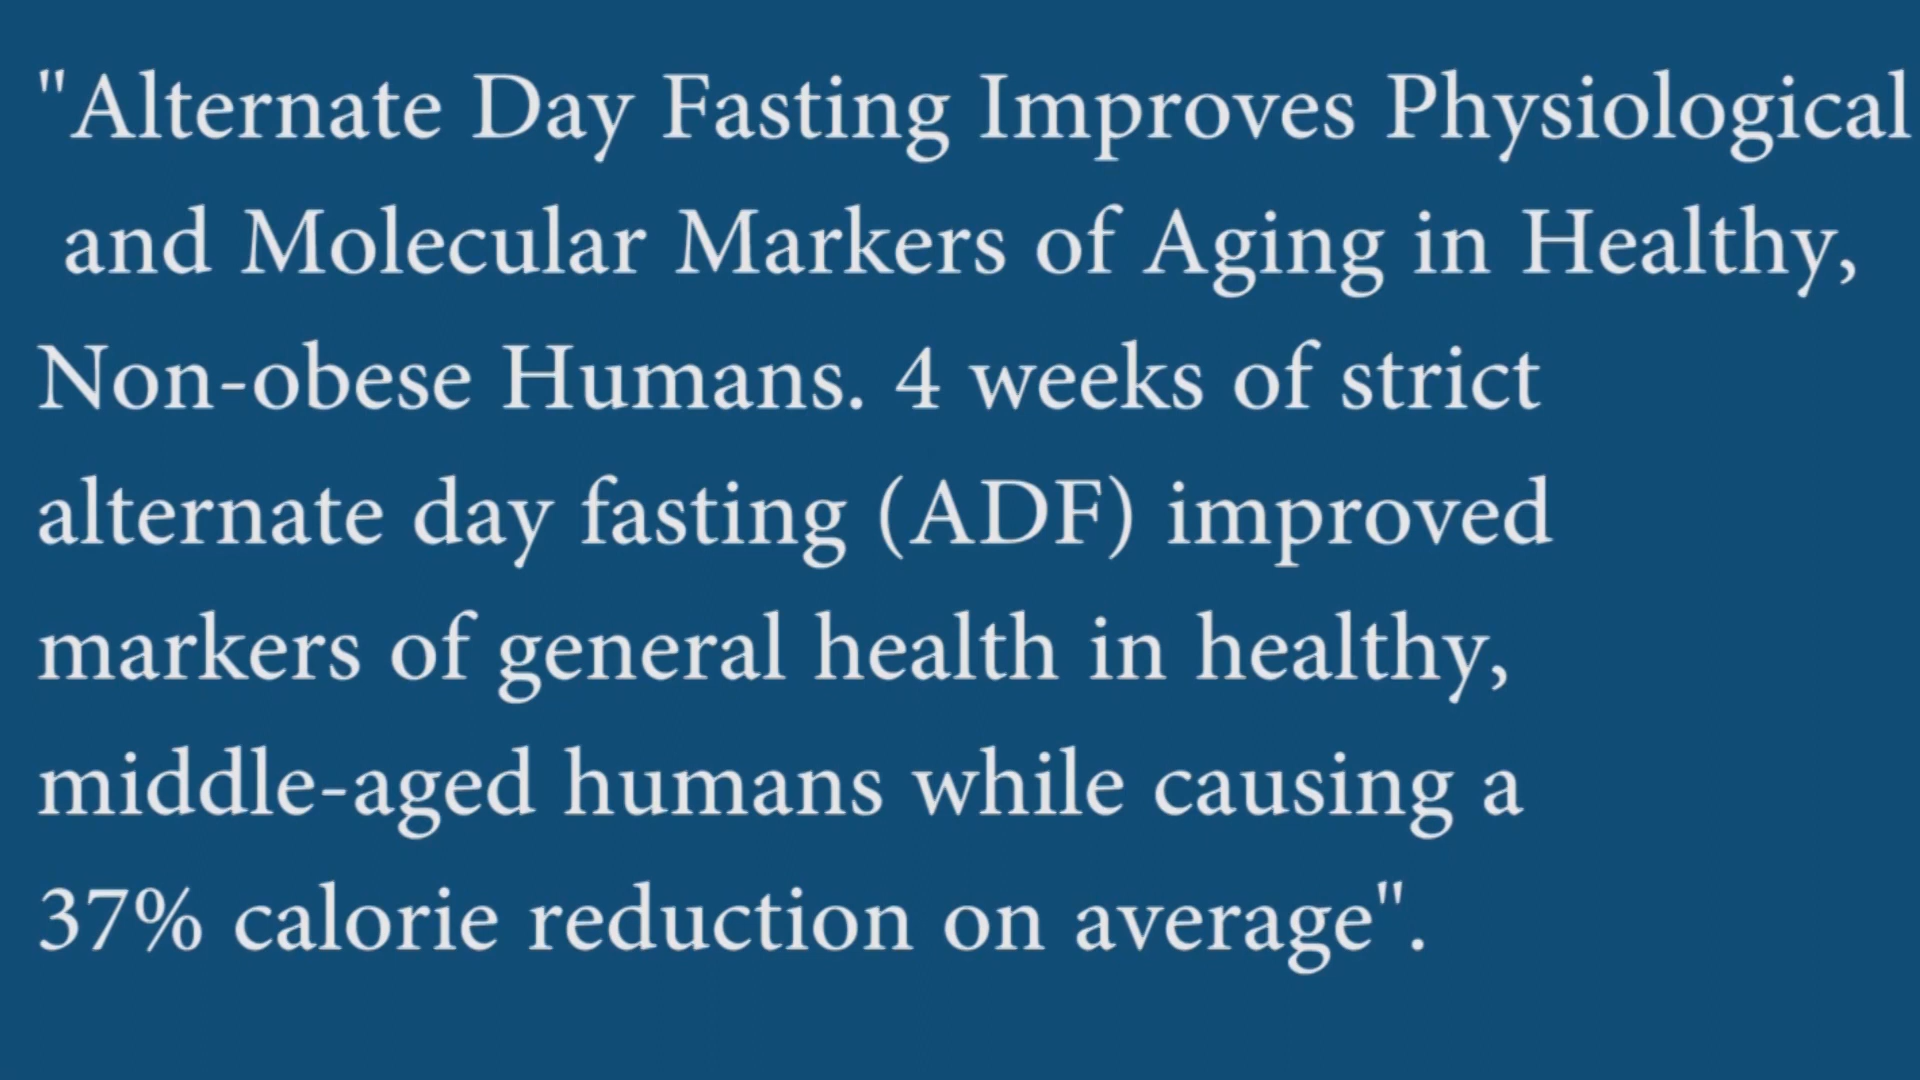 "Alternate Day Fasting Improves Physiological
and Molecular Markers of Aging in Healthy,
Non-obese Humans. 4 weeks of strict
alternate day fasting (ADF) improved
markers of general health in healthy,
middle-aged humans while causing a
37% calorie reduction on average".